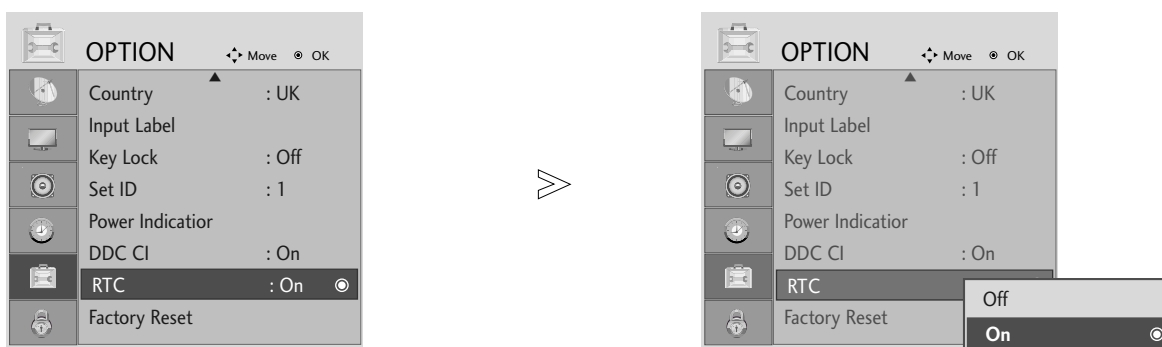 OPTION Move OK
Country : UK
Input Label
Key Lock : Off
Set ID : 1
Power Indicatior
DDC CI : On
RTC : On
Factory Reset
OPTION Move OK
Country : UK
Input Label
Key Lock : Off
Set ID : 1
Power Indicatior
DDC CI : On
RTC
Factory Reset
Off
On